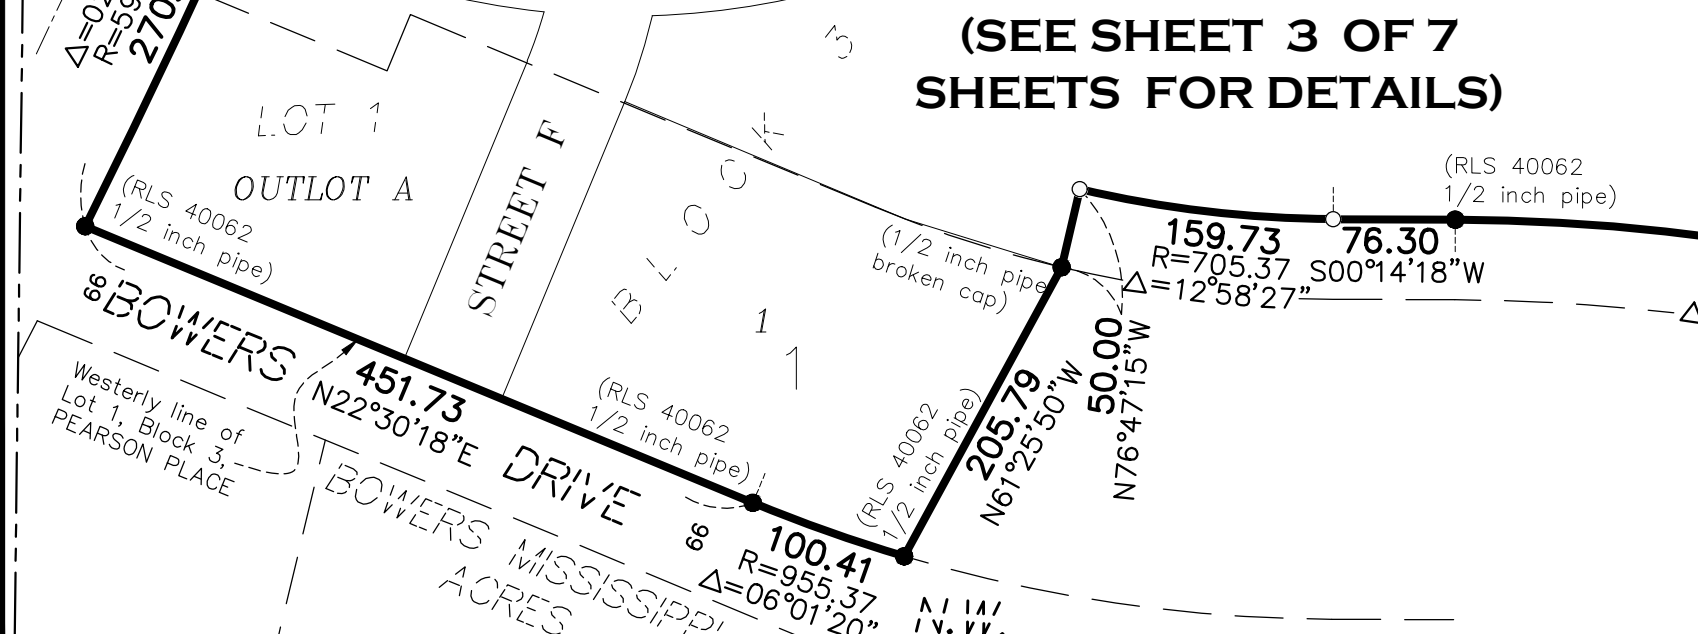 (SEE SHEET 3 OF 7
SHEETS FOR DETAILS)
3
LOT 1
OUTLOT A
(RLS 40062
1/2 inch pipe)
STREET F
BLOCK
1
1
(1/2 inch pipe
broken cap)
(RLS 40062
1/2 inch pipe)
159.73
R=705.37
Δ=12°58'27"
76.30
S00°14'18"W
50.00
N76°47'15"W
205.79
N61°25'50"W
(RLS 40062
1/2 inch pipe)
66
BOWERS DRIVE
451.73
N22°30'18"E
(RLS 40062
1/2 inch pipe)
Westerly line of
Lot 1, Block 3,
PEARSON PLACE
66
100.41
R=955.37
Δ=06°01'20"
BOWERS MISSISSIPPI
ACRES
N.W.
Δ